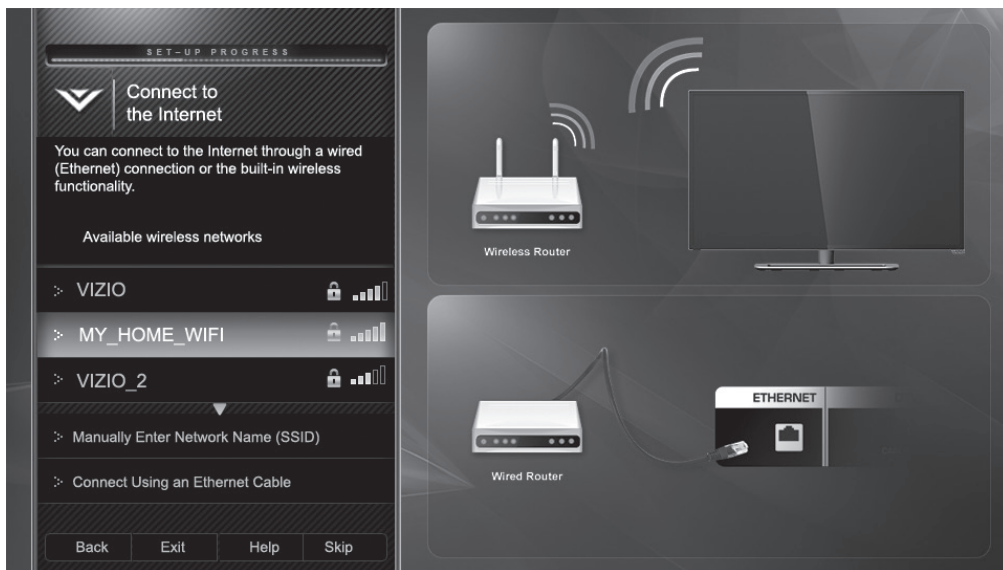 SET-UP PROGRESS
Connect to
the Internet
You can connect to the Internet through a wired
(Ethernet) connection or the built-in wireless
functionality.
Available wireless networks
> VIZIO
> MY_HOME_WIFI
> VIZIO_2
> Manually Enter Network Name (SSID)
> Connect Using an Ethernet Cable
Back Exit Help Skip
Wireless Router
ETHERNET
Wired Router